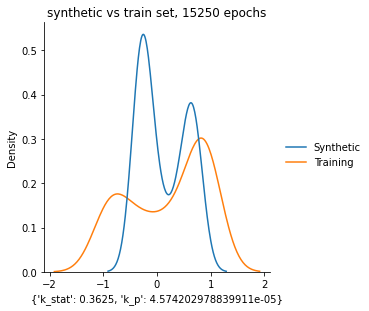 synthetic vs train set, 15250 epochs
0.5
0.4
0.3
0.2
0.1
0.0
Density
−2
−1
0
1
2
{'k_stat': 0.3625, 'k_p': 4.574202978839911e-05}
Synthetic
Training